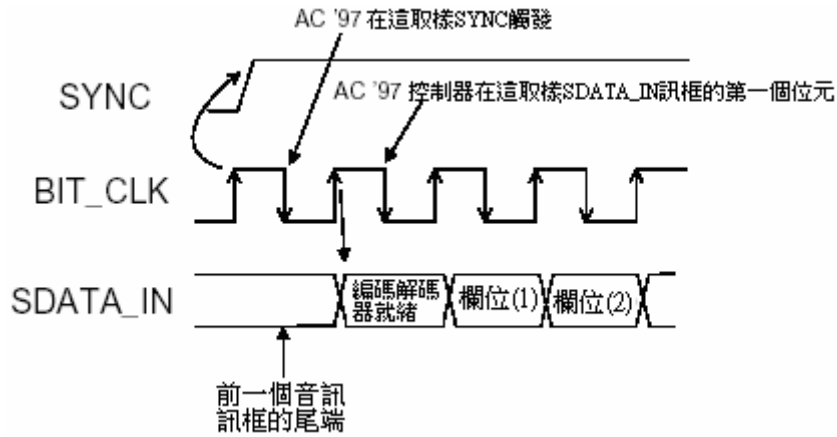 AC '97 在這取樣SYNC觸發
SYNC
AC '97 控制器在這取樣SDATA_IN訊框的第一個位元
BIT_CLK
SDATA_IN
編碼解碼
器就緒
欄位(1)
欄位(2)
前一個音訊
訊框的尾端